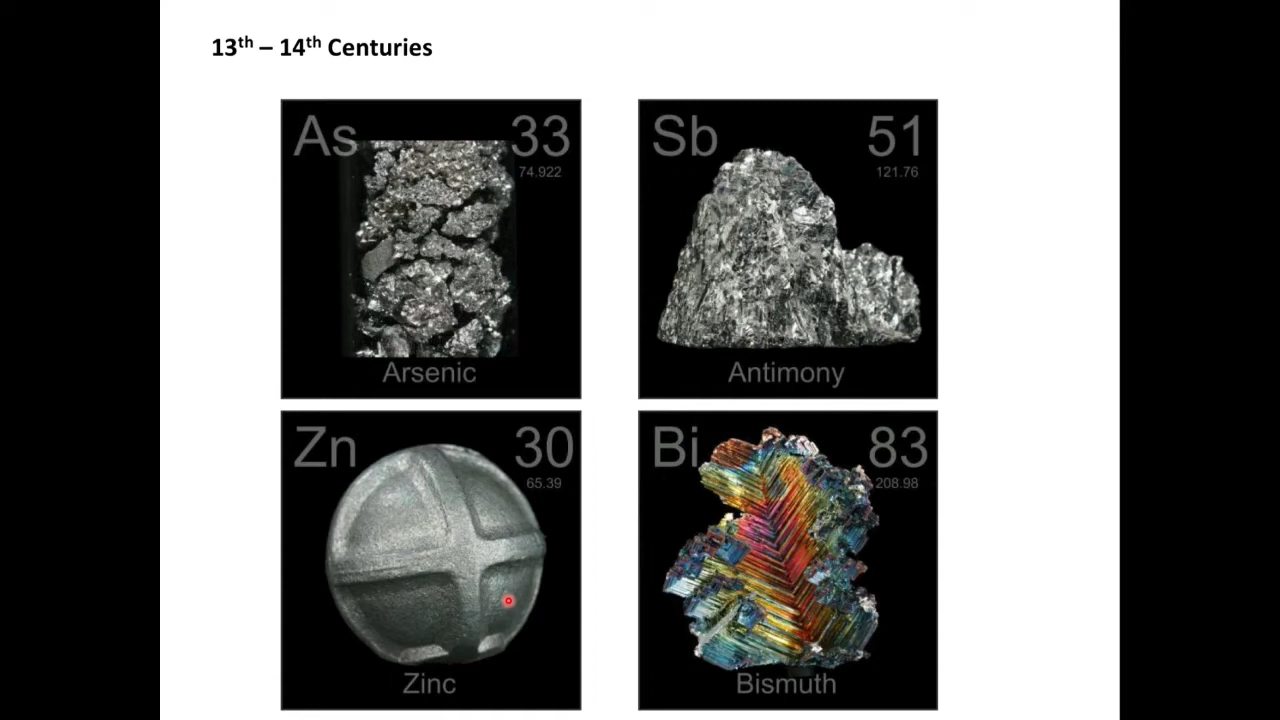 13th – 14th Centuries
As 33
74.922
Arsenic
Sb 51
121.76
Antimony
Zn 30
65.39
Zinc
Bi 83
208.98
Bismuth